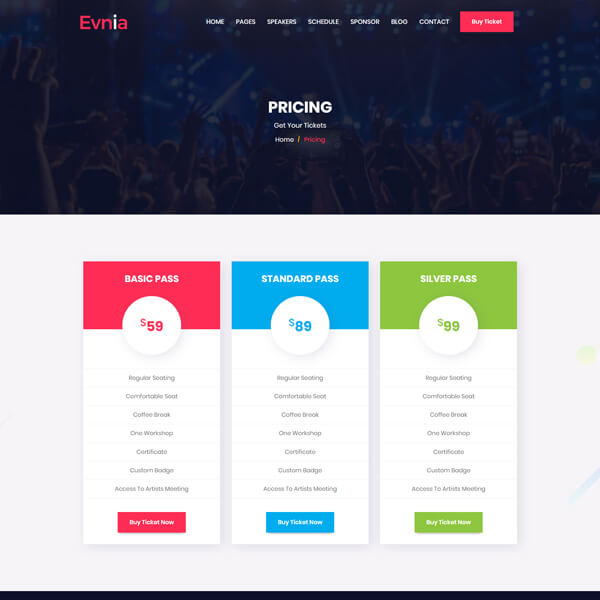 Evnia
HOME PAGES SPEAKERS SCHEDULE SPONSOR BLOG CONTACT Buy Ticket
PRICING
Get Your Tickets
Home / Pricing
BASIC PASS
$59
Regular Seating
Comfortable Seat
Coffee Break
One Workshop
Certificate
Custom Badge
Access To Artists Meeting
Buy Ticket Now
STANDARD PASS
$89
Regular Seating
Comfortable Seat
Coffee Break
One Workshop
Certificate
Custom Badge
Access To Artists Meeting
Buy Ticket Now
SILVER PASS
$99
Regular Seating
Comfortable Seat
Coffee Break
One Workshop
Certificate
Custom Badge
Access To Artists Meeting
Buy Ticket Now